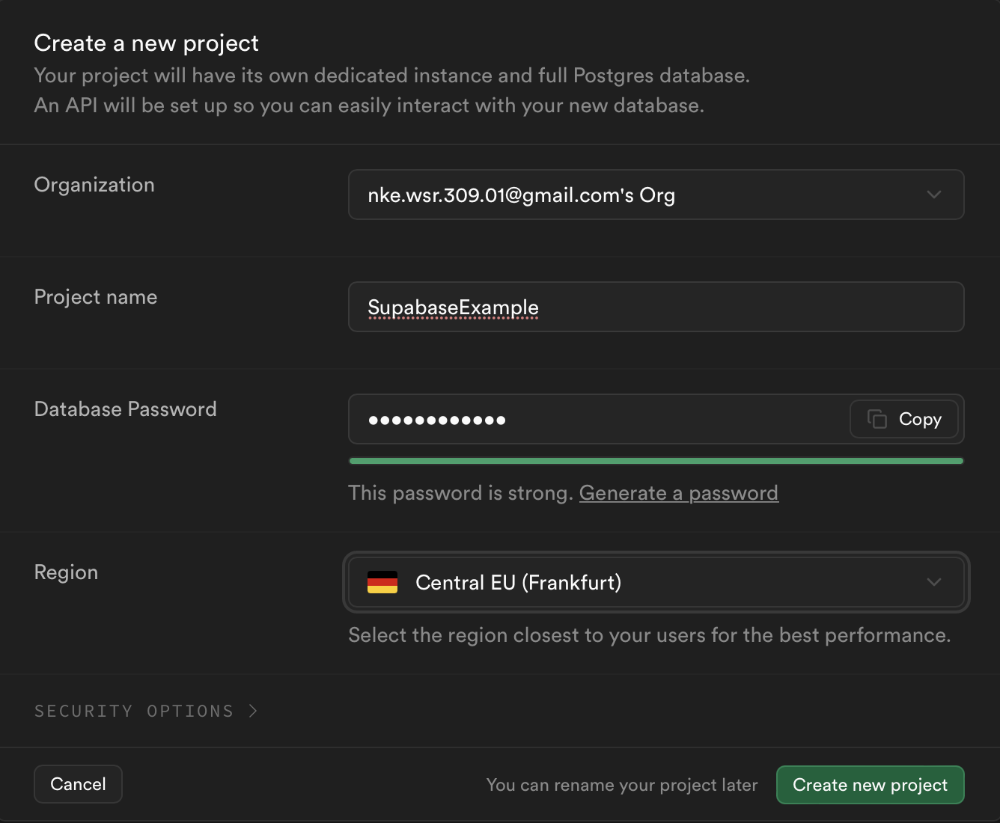 Create a new project
Your project will have its own dedicated instance and full Postgres database.
An API will be set up so you can easily interact with your new database.
Organization
nke.wsr.309.01@gmail.com's Org
Project name
SupabaseExample
Database Password
••••••••••••
Copy
This password is strong. Generate a password
Region
Central EU (Frankfurt)
Select the region closest to your users for the best performance.
SECURITY OPTIONS
Cancel
You can rename your project later
Create new project